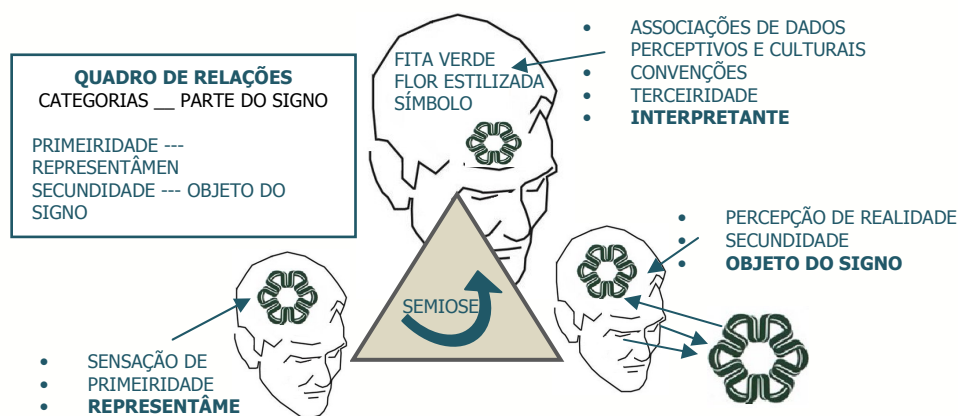 QUADRO DE RELAÇÕES
CATEGORIAS __ PARTE DO SIGNO
PRIMEIRIDADE ---
REPRESENTÂMEN
SECUNDIDADE --- OBJETO DO
SIGNO
FITA VERDE
FLOR ESTILIZADA
SÍMBOLO
• ASSOCIAÇÕES DE DADOS
PERCEPTIVOS E CULTURAIS
• CONVENÇÕES
• TERCEIRIDADE
• INTERPRETANTE
• PERCEPÇÃO DE REALIDADE
• SECUNDIDADE
• OBJETO DO SIGNO
SEMIOSE
• SENSAÇÃO DE
• PRIMEIRIDADE
• REPRESENTÂME